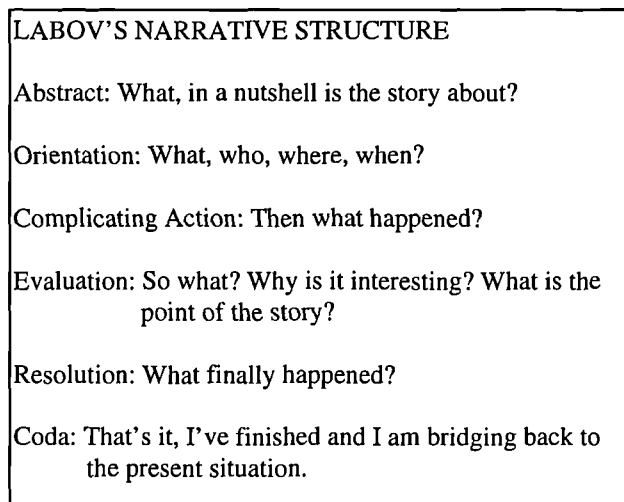 LABOV'S NARRATIVE STRUCTURE
Abstract: What, in a nutshell is the story about?
Orientation: What, who, where, when?
Complicating Action: Then what happened?
Evaluation: So what? Why is it interesting? What is the
point of the story?
Resolution: What finally happened?
Coda: That's it, I've finished and I am bridging back to
the present situation.